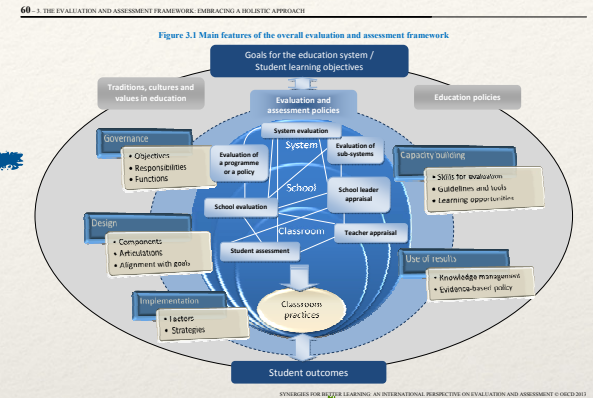 60 – 3. THE EVALUATION AND ASSESSMENT FRAMEWORK: EMBRACING A HOLISTIC APPROACH
Figure 3.1 Main features of the overall evaluation and assessment framework
Goals for the education system /
Student learning objectives
Traditions, cultures and
values in education
Evaluation and
assessment policies
Education policies
System evaluation
System
Governance
• Objectives
• Responsibilities
• Functions
Evaluation of
a programme
or a policy
Evaluation of
sub-systems
Capacity building
• Skills for evaluation
• Guidelines and tools
• Learning opportunities
School
School leader
appraisal
School evaluation
Design
• Components
• Articulations
• Alignment with goals
Classroom
Teacher appraisal
Student assessment
Use of results
• Knowledge management
• Evidence-based policy
Implementation
• Factors
• Strategies
Classroom
practices
Student outcomes
SYNERGIES FOR BETTER LEARNING: AN INTERNATIONAL PERSPECTIVE ON EVALUATION AND ASSESSMENT © OECD 2013